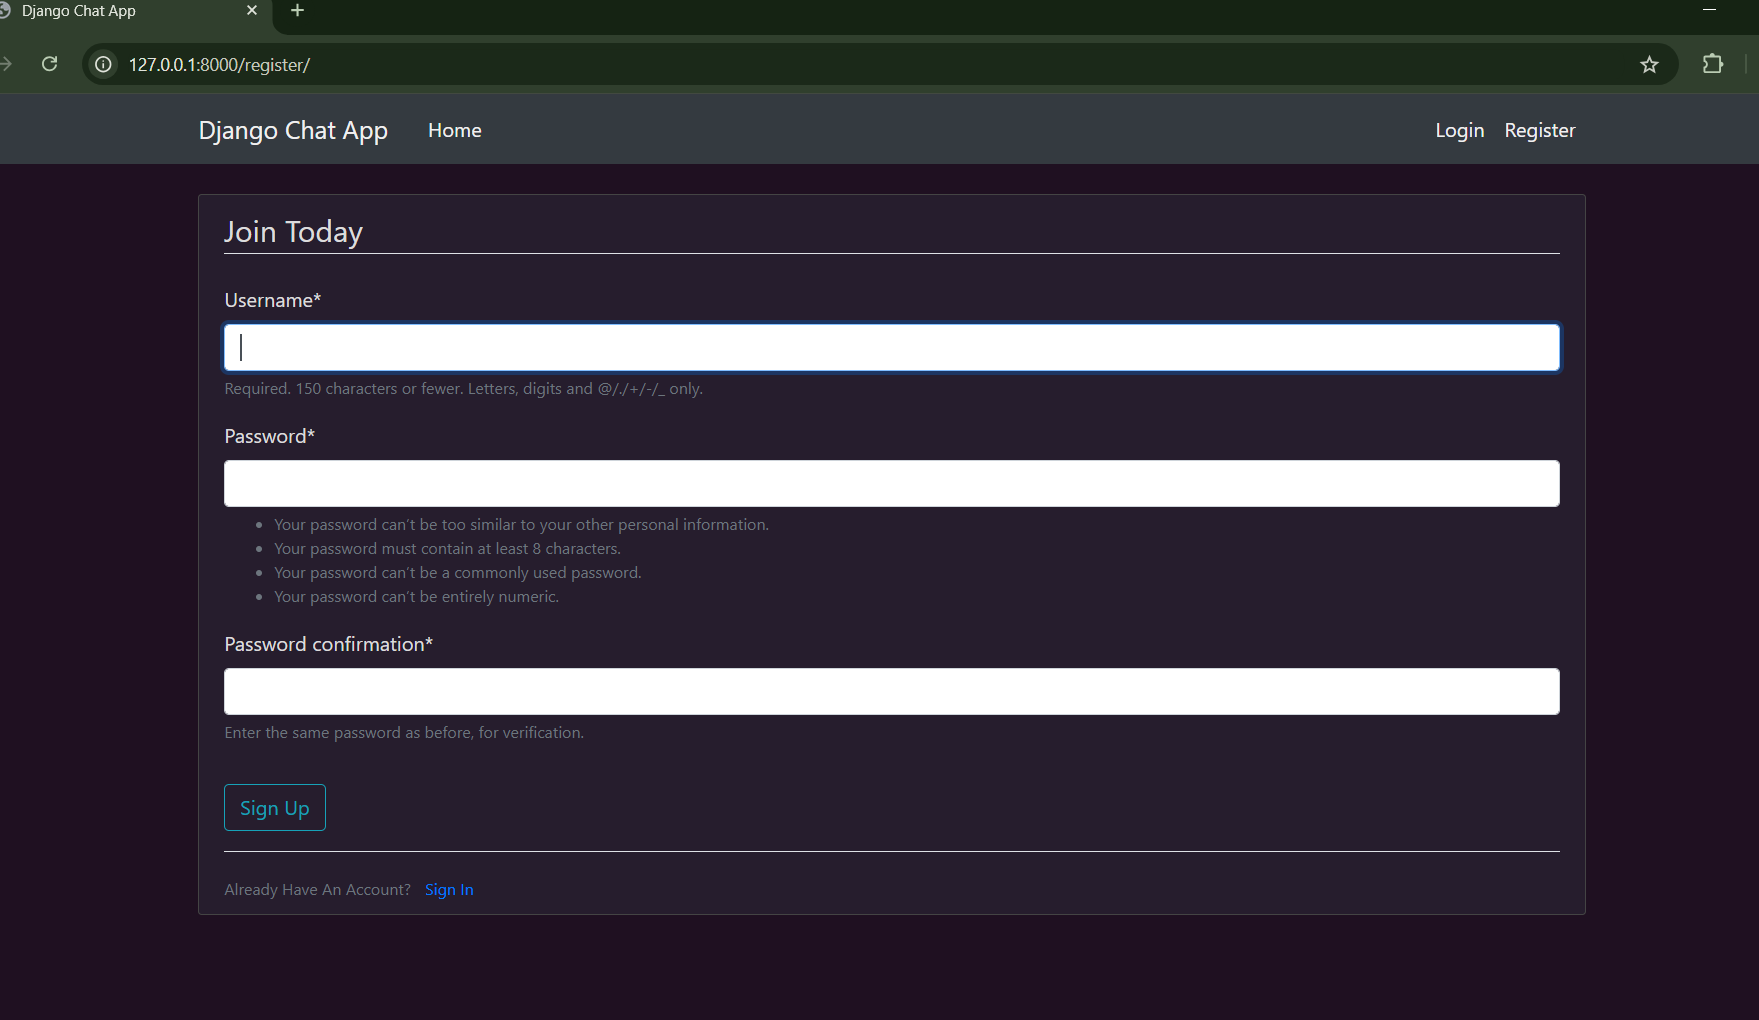 Django Chat App
127.0.0.1:8000/register/
Django Chat App Home Login Register
Join Today
Username*
Required. 150 characters or fewer. Letters, digits and @/./+/-/_ only.
Password*
Your password can't be too similar to your other personal information.
Your password must contain at least 8 characters.
Your password can't be a commonly used password.
Your password can't be entirely numeric.
Password confirmation*
Enter the same password as before, for verification.
Sign Up
Already Have An Account? Sign In